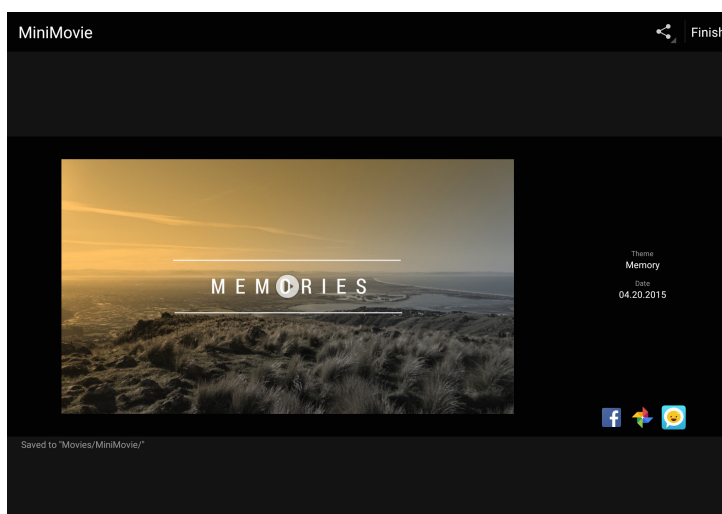 MiniMovie
Finish
MEMORIES
Theme
Memory
Date
04.20.2015
Saved to "Movies/MiniMovie/"